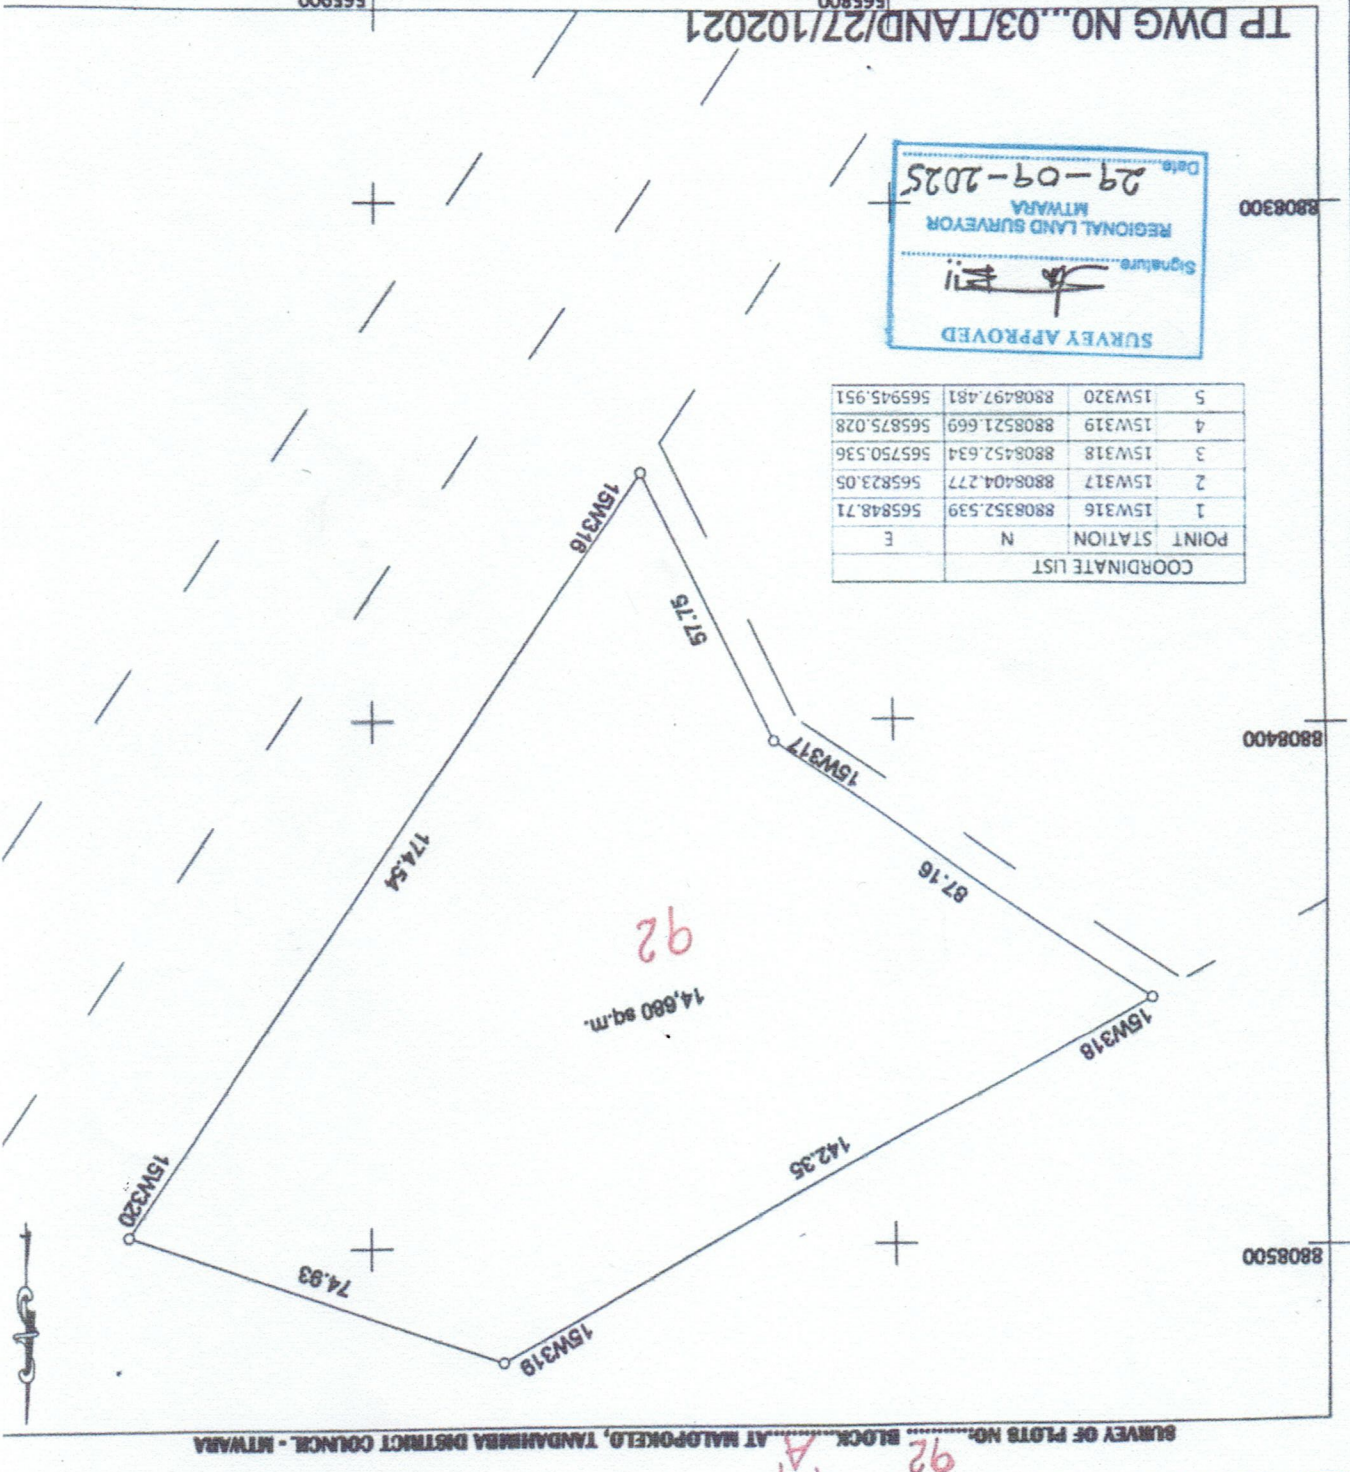 SURVEY OF PLOTS NO:......92...... BLOCK......'A'......AT MALOPOKELO, TANDAHIMBA DISTRICT COUNCIL - MTWARA
15W319
74.93
8808500
15W320
142.35
15W318
14,680 sq.m.
92
87.16
174.54
15W317
8808400
57.75
15W316
COORDINATE LIST
POINT STATION N E
1 15W316 8808352.539 565848.71
2 15W317 8808404.277 565823.05
3 15W318 8808452.634 565750.536
4 15W319 8808521.669 565875.028
5 15W320 8808497.481 565945.951
SURVEY APPROVED
Signature
REGIONAL LAND SURVEYOR
MTWARA
29-09-2025
Date
8808300
TP DWG NO...03/TAND/27/102021
565800
565900